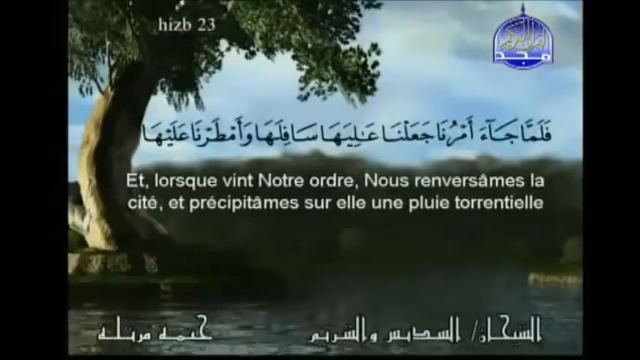 hizb 23
فَلَمَّا جَآءَ أَمْرُنَا جَعَلْنَا عَـٰلِيَهَا سَافِلَهَا وَأَمْطَرْنَا عَلَيْهَا
Et, lorsque vint Notre ordre, Nous renversâmes la
cité, et précipitâmes sur elle une pluie torrentielle
الشيخان/ السديس والشريم
ختمة مرتلة